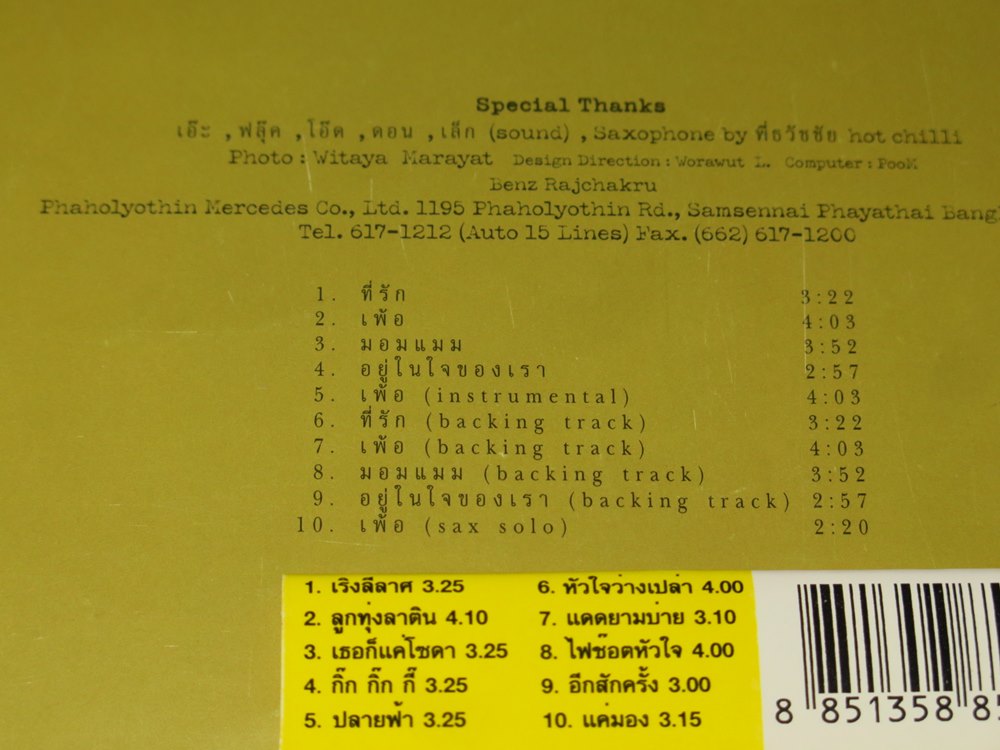 Special Thanks
เอ๊ะ , ฟลุ๊ค , โอ๊ต , ตอน , เล็ก (sound) , Saxophone by พี่ธวัชชัย hot chilli
Photo : Witaya Marayat Design Direction : Worawut L. Computer : PooM
Benz Rajchakru
Phaholyothin Mercedes Co., Ltd. 1195 Phaholyothin Rd., Samsennai Phayathai Bang
Tel. 617-1212 (Auto 15 Lines) Fax. (662) 617-1200
1. ที่รัก 3:22
2. เพ้อ 4:03
3. มอมแมม 3:52
4. อยู่ในใจของเรา 2:57
5. เพ้อ (instrumental) 4:03
6. ที่รัก (backing track) 3:22
7. เพ้อ (backing track) 4:03
8. มอมแมม (backing track) 3:52
9. อยู่ในใจของเรา (backing track) 2:57
10. เพ้อ (sax solo) 2:20
1. เริงลีลาศ 3.25
2. ลูกทุ่งลาติน 4.10
3. เธอก็แค่โซดา 3.25
4. กิ๊ก กิ๊ก กี๊ 3.25
5. ปลายฟ้า 3.25
6. หัวใจว่างเปล่า 4.00
7. แดดยามบ่าย 3.10
8. ไฟช๊อตหัวใจ 4.00
9. อีกสักครั้ง 3.00
10. แค่มอง 3.15
8 851358 85